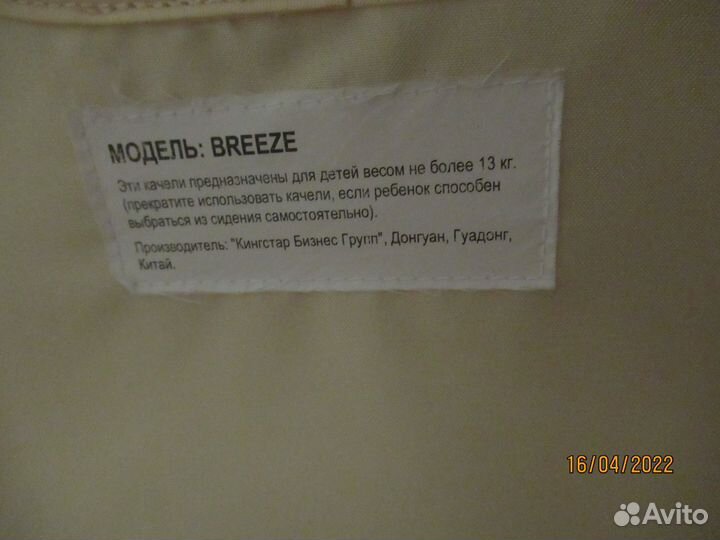 МОДЕЛЬ: BREEZE
Эти качели предназначены для детей весом не более 13 кг.
(прекратите использовать качели, если ребенок способен
выбраться из сидения самостоятельно).
Производитель: "Кингстар Бизнес Групп", Донгуан, Гуадонг,
Китай.
16/04/2022
Avito